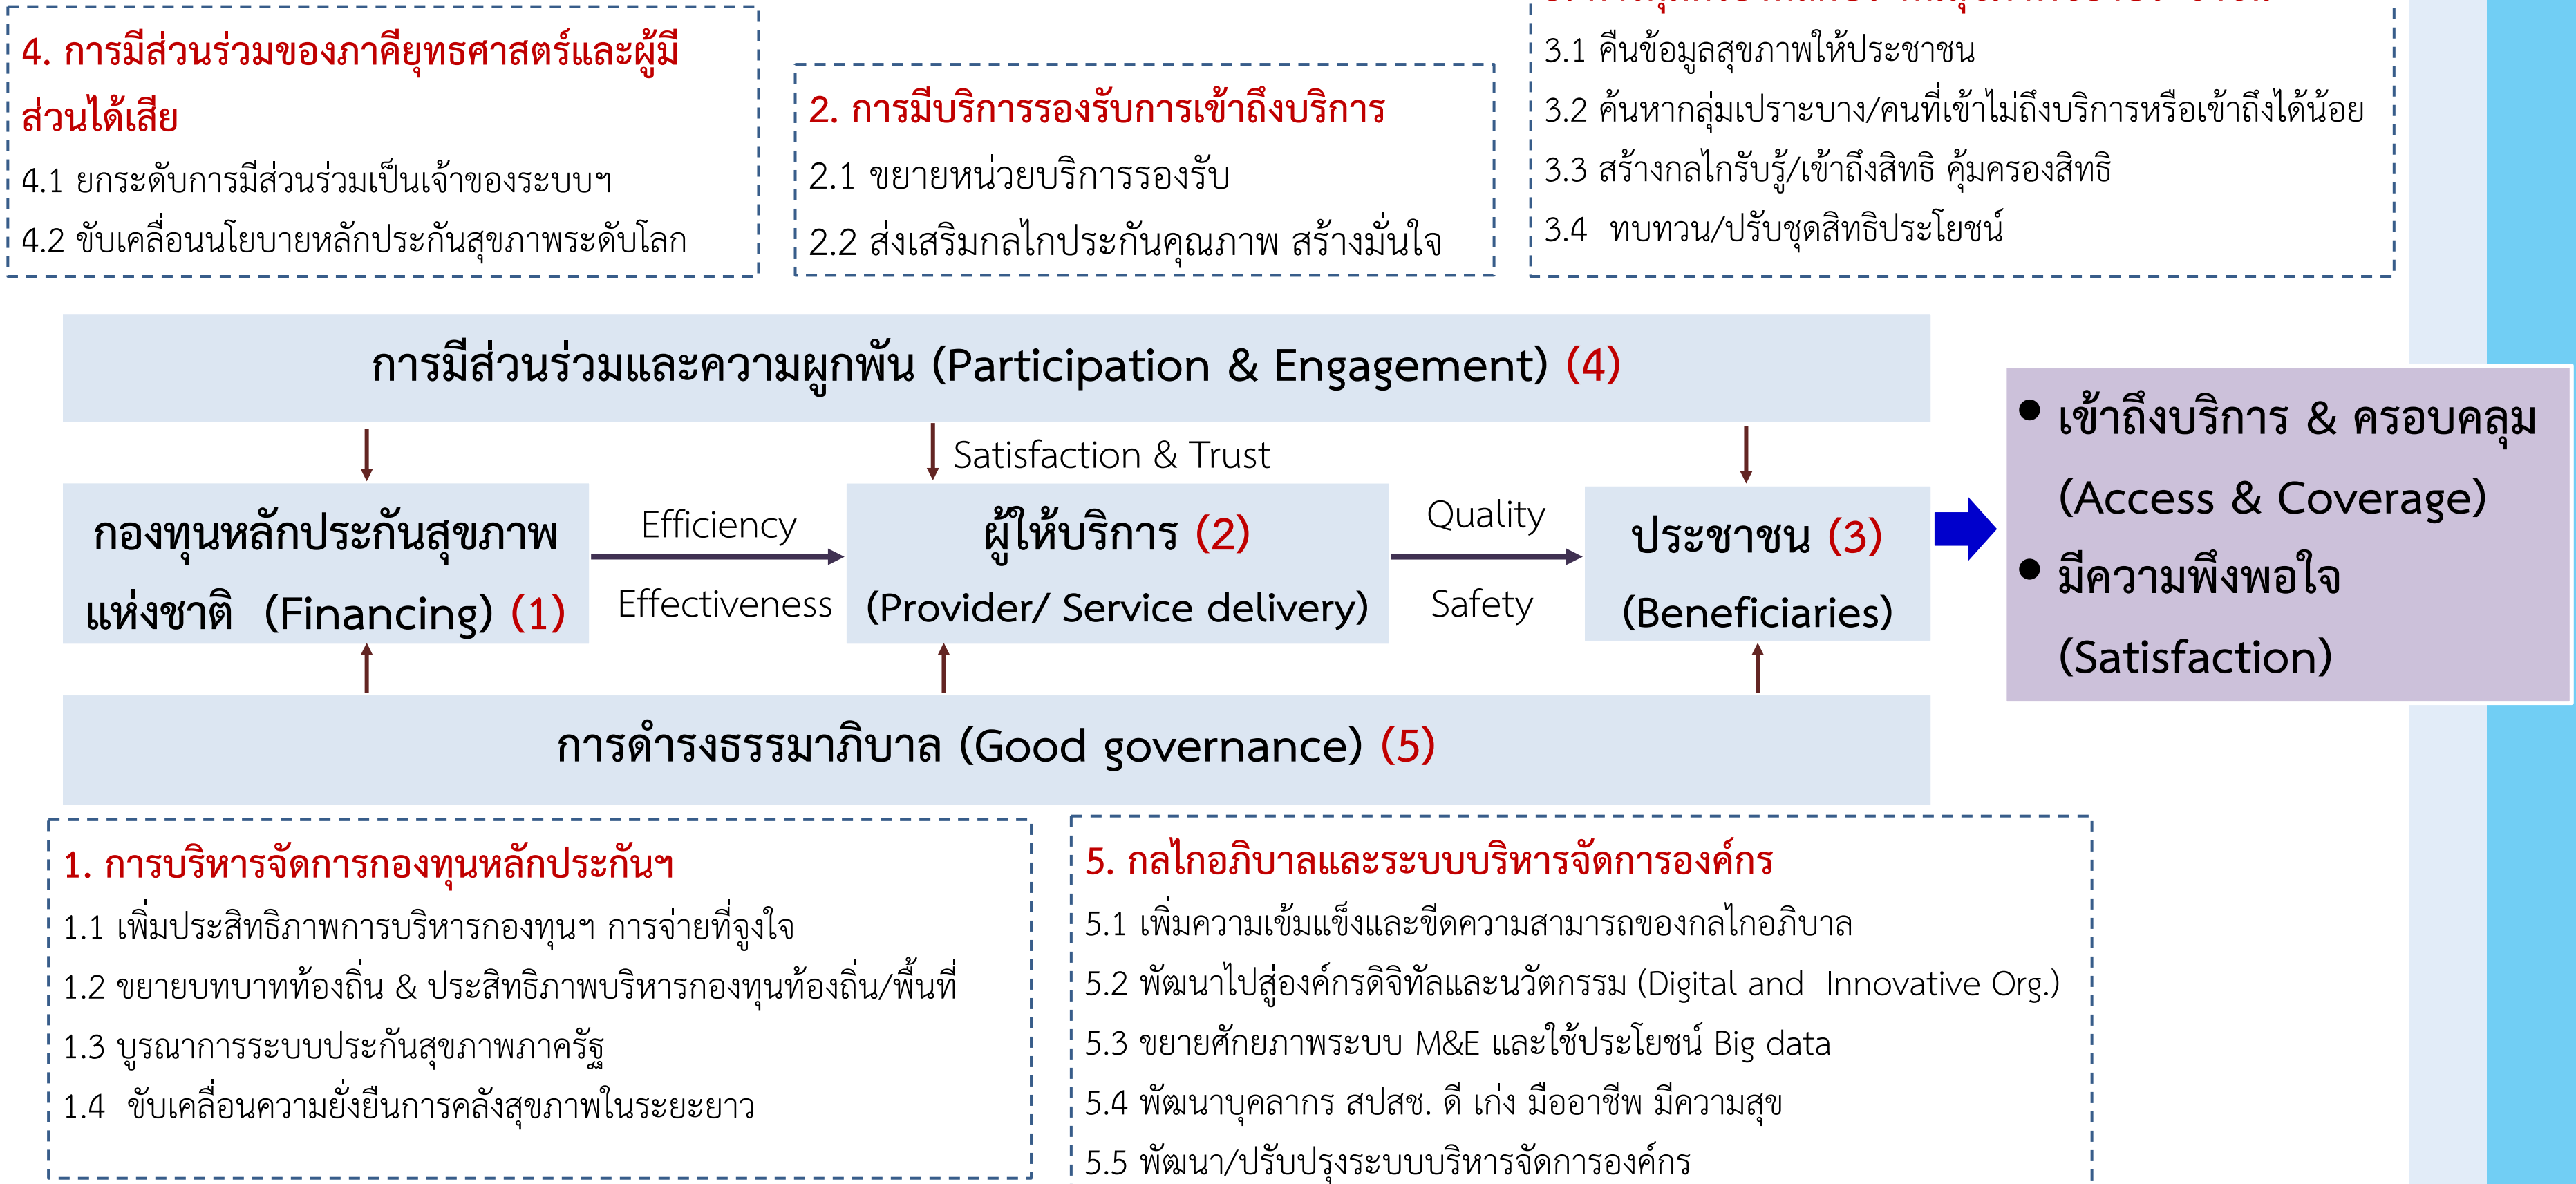 4. การมีส่วนร่วมของภาคียุทธศาสตร์และผู้มี
ส่วนได้เสีย
4.1 ยกระดับการมีส่วนร่วมเป็นเจ้าของระบบฯ
4.2 ขับเคลื่อนนโยบายหลักประกันสุขภาพระดับโลก
2. การมีบริการรองรับการเข้าถึงบริการ
2.1 ขยายหน่วยบริการรองรับ
2.2 ส่งเสริมกลไกประกันคุณภาพ สร้างมั่นใจ
3.1 คืนข้อมูลสุขภาพให้ประชาชน
3.2 ค้นหากลุ่มเปราะบาง/คนที่เข้าไม่ถึงบริการหรือเข้าถึงได้น้อย
3.3 สร้างกลไกรับรู้/เข้าถึงสิทธิ คุ้มครองสิทธิ
3.4 ทบทวน/ปรับชุดสิทธิประโยชน์
การมีส่วนร่วมและความผูกพัน (Participation & Engagement) (4)
Satisfaction & Trust
กองทุนหลักประกันสุขภาพ
แห่งชาติ (Financing) (1)
Efficiency
Effectiveness
ผู้ให้บริการ (2)
(Provider/ Service delivery)
Quality
Safety
ประชาชน (3)
(Beneficiaries)
• เข้าถึงบริการ & ครอบคลุม
(Access & Coverage)
• มีความพึงพอใจ
(Satisfaction)
การดำรงธรรมาภิบาล (Good governance) (5)
1. การบริหารจัดการกองทุนหลักประกันฯ
1.1 เพิ่มประสิทธิภาพการบริหารกองทุนฯ การจ่ายที่จูงใจ
1.2 ขยายบทบาทท้องถิ่น & ประสิทธิภาพบริหารกองทุนท้องถิ่น/พื้นที่
1.3 บูรณาการระบบประกันสุขภาพภาครัฐ
1.4 ขับเคลื่อนความยั่งยืนการคลังสุขภาพในระยะยาว
5. กลไกอภิบาลและระบบบริหารจัดการองค์กร
5.1 เพิ่มความเข้มแข็งและขีดความสามารถของกลไกอภิบาล
5.2 พัฒนาไปสู่องค์กรดิจิทัลและนวัตกรรม (Digital and Innovative Org.)
5.3 ขยายศักยภาพระบบ M&E และใช้ประโยชน์ Big data
5.4 พัฒนาบุคลากร สปสช. ดี เก่ง มืออาชีพ มีความสุข
5.5 พัฒนา/ปรับปรุงระบบบริหารจัดการองค์กร